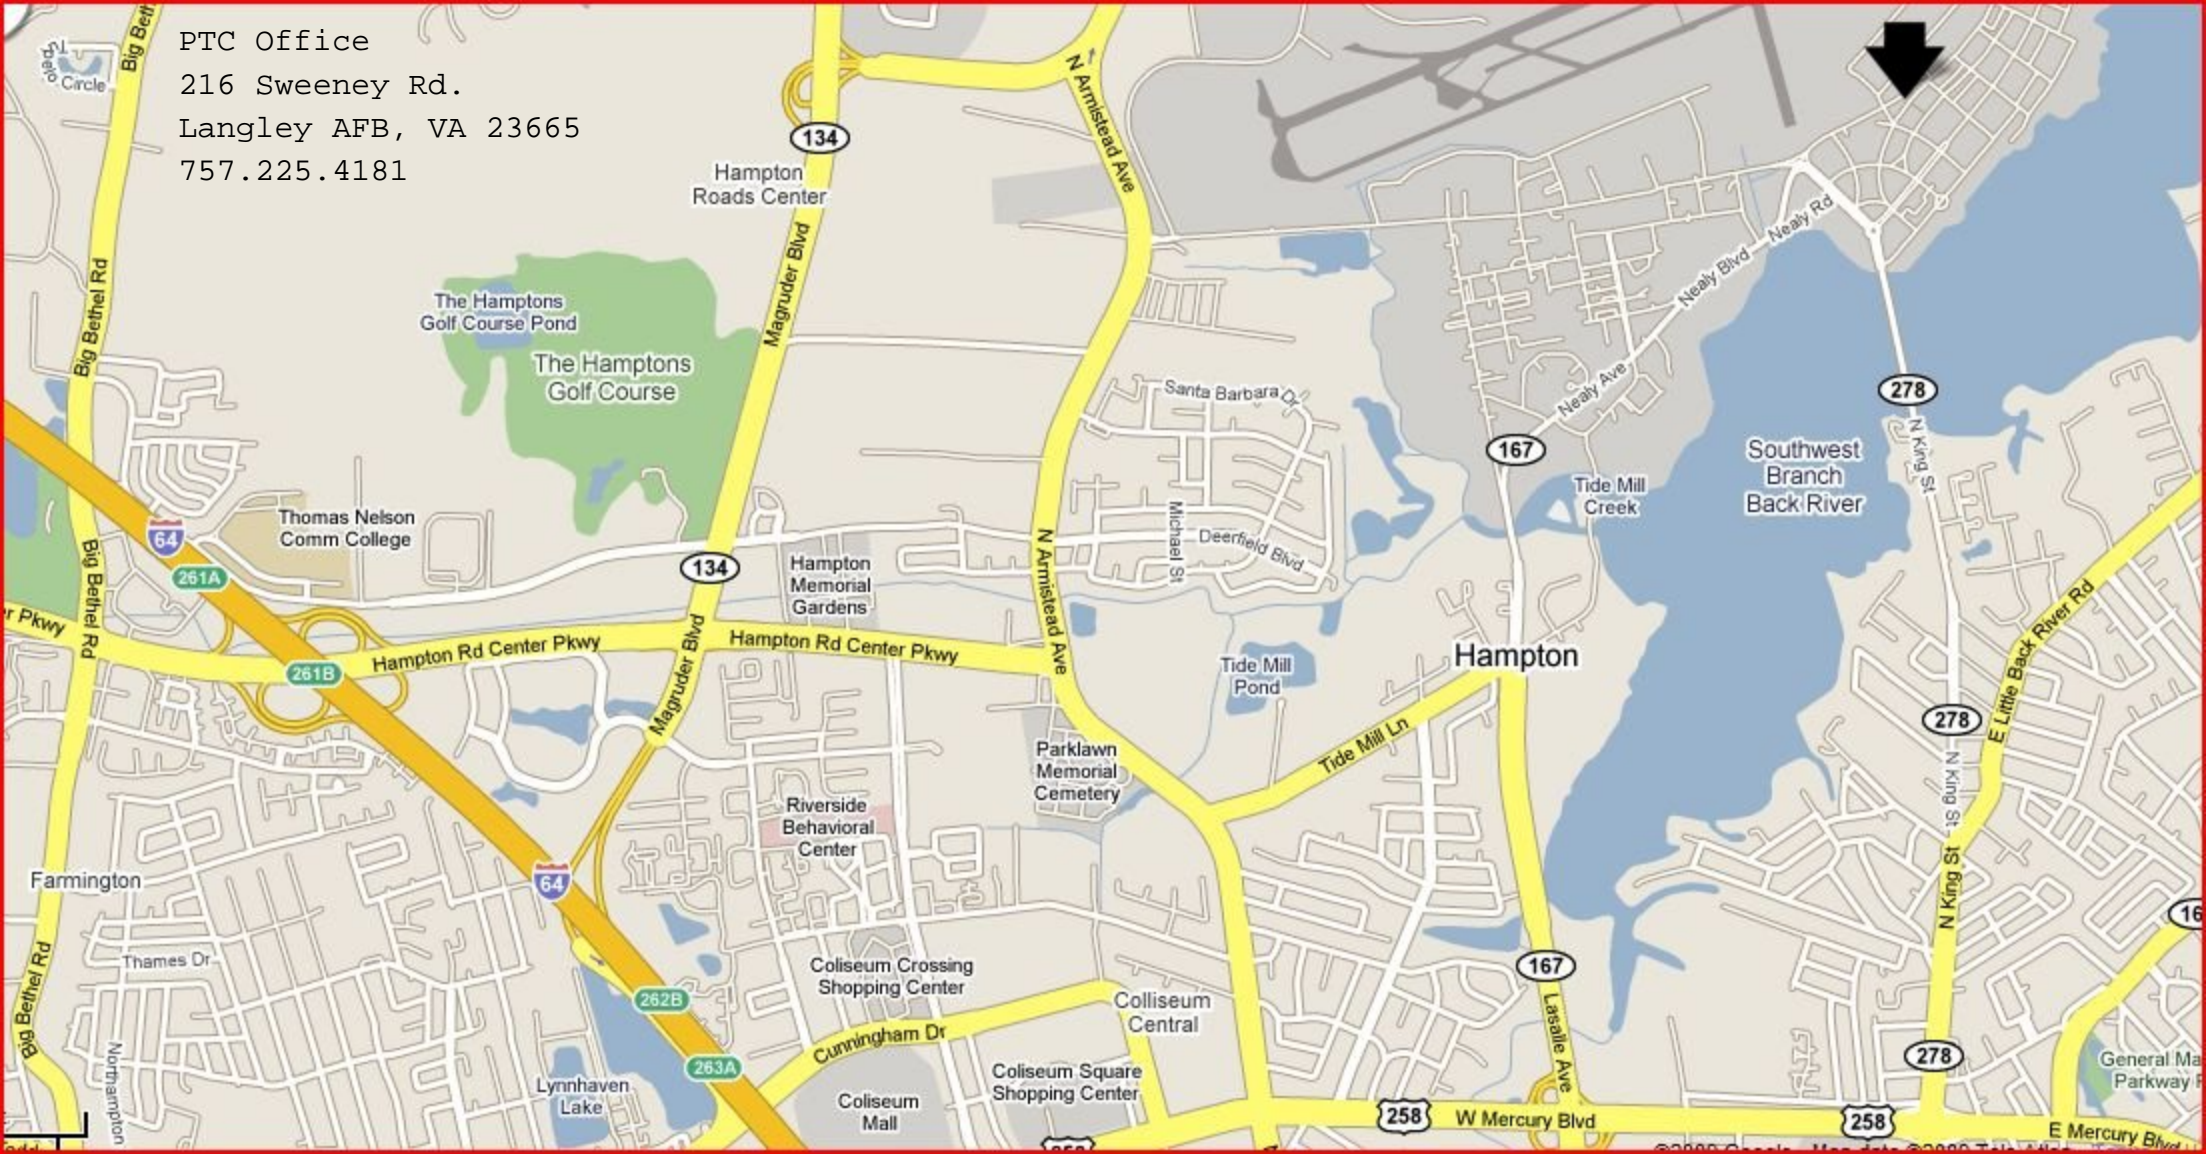 PTC Office
216 Sweeney Rd.
Langley AFB, VA 23665
757.225.4181
Big Beth
Circle
N Armistead Ave
134
Hampton
Roads Center
Magruder Blvd
Big Bethel Rd
The Hamptons
Golf Course Pond
The Hamptons
Golf Course
Nealy Rd
Nealy Blvd
Nealy Ave
Santa Barbara Dr
278
N King St
167
Southwest
Branch
Back River
Tide Mill
Creek
Thomas Nelson
Comm College
64
261A
Big Bethel Rd
134
Hampton
Memorial
Gardens
N Armistead Ave
Michael St
Deerfield Blvd
r Pkwy
Hampton Rd Center Pkwy
Magruder Blvd
Hampton Rd Center Pkwy
261B
Tide Mill
Pond
Hampton
E Little Back River Rd
278
N King St
Tide Mill Ln
Parklawn
Memorial
Cemetery
Riverside
Behavioral
Center
Farmington
64
N King St
16
Thames Dr
Big Bethel Rd
Northampton
262B
Coliseum Crossing
Shopping Center
Colliseum
Central
167
Lasalle Ave
Cunningham Dr
263A
278
General Ma
Parkway
Lynnhaven
Lake
Coliseum
Mall
Coliseum Square
Shopping Center
258
W Mercury Blvd
258
E Mercury Blvd